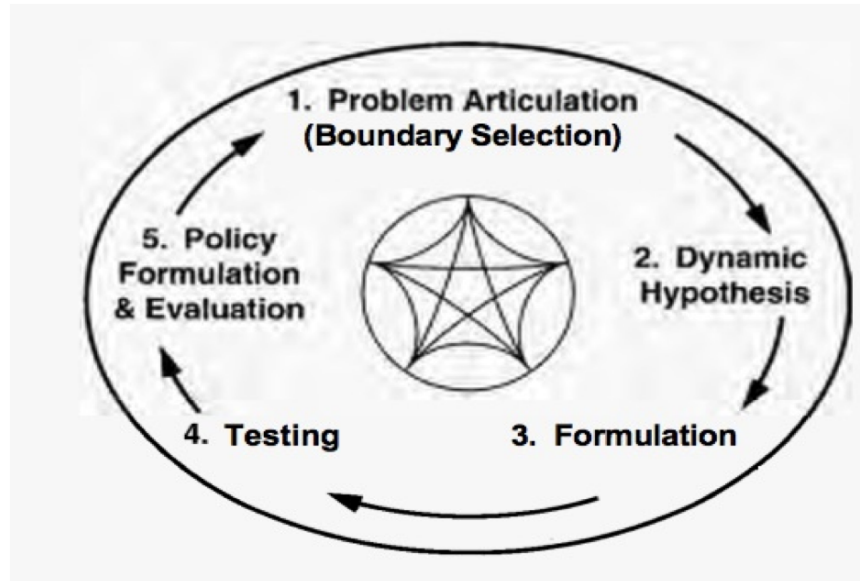 1. Problem Articulation
(Boundary Selection)
2. Dynamic
Hypothesis
3. Formulation
4. Testing
5. Policy
Formulation
& Evaluation